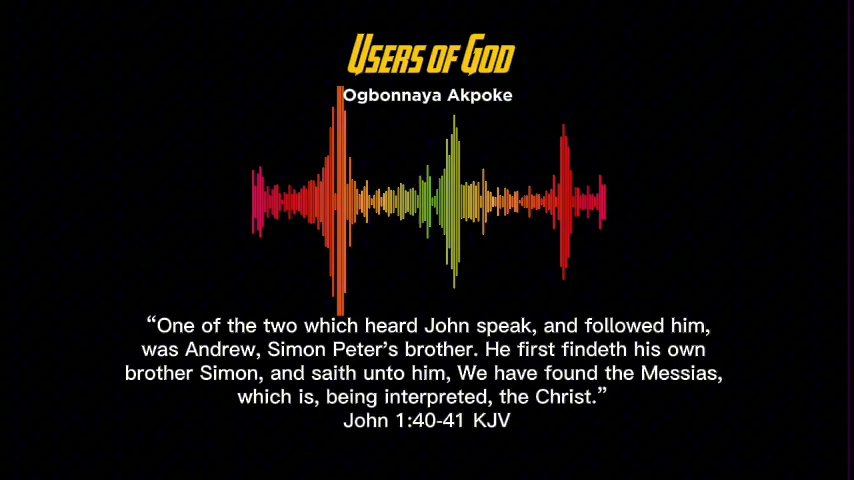 USERS OF GOD
Ogbonnaya Akpoke
“One of the two which heard John speak, and followed him,
was Andrew, Simon Peter’s brother. He first findeth his own
brother Simon, and saith unto him, We have found the Messias,
which is, being interpreted, the Christ.”
John 1:40-41 KJV